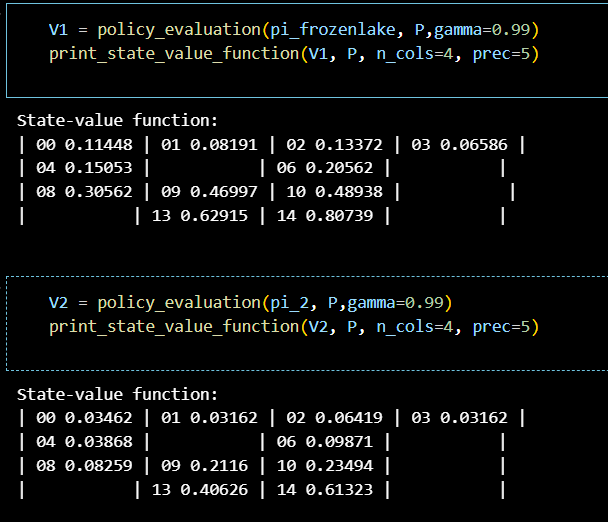 V1 = policy_evaluation(pi_frozenlake, P,gamma=0.99)
print_state_value_function(V1, P, n_cols=4, prec=5)
State-value function:
| 00 0.11448 | 01 0.08191 | 02 0.13372 | 03 0.06586 |
| 04 0.15053 |            | 06 0.20562 |            |
| 08 0.30562 | 09 0.46997 | 10 0.48938 |            |
|            | 13 0.62915 | 14 0.80739 |            |
V2 = policy_evaluation(pi_2, P,gamma=0.99)
print_state_value_function(V2, P, n_cols=4, prec=5)
State-value function:
| 00 0.03462 | 01 0.03162 | 02 0.06419 | 03 0.03162 |
| 04 0.03868 |            | 06 0.09871 |            |
| 08 0.08259 | 09 0.2116 | 10 0.23494 |            |
|            | 13 0.40626 | 14 0.61323 |            |